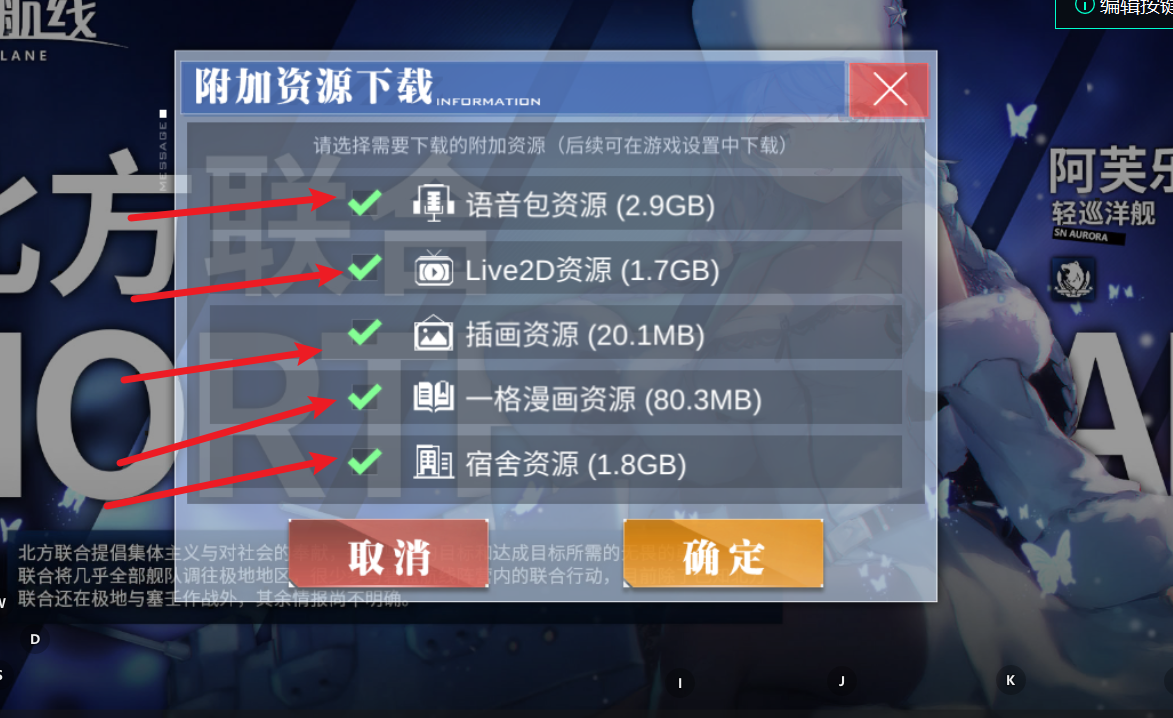 航线
LANE
编辑按键
附加资源下载
INFORMATION
MESSAGE
请选择需要下载的附加资源（后续可在游戏设置中下载）
语音包资源 (2.9GB)
Live2D资源 (1.7GB)
插画资源 (20.1MB)
一格漫画资源 (80.3MB)
宿舍资源 (1.8GB)
取消
确定
北方
联合
阿芙乐
轻巡洋舰
SN AURORA
北方联合提倡集体主义与对社会的
和达成目标所需的
联合将几乎全部舰队调往极地地区
内的联合行动，
联合还在极地与塞壬作战外，其余情报尚不明确。
W
D
S
I
J
K